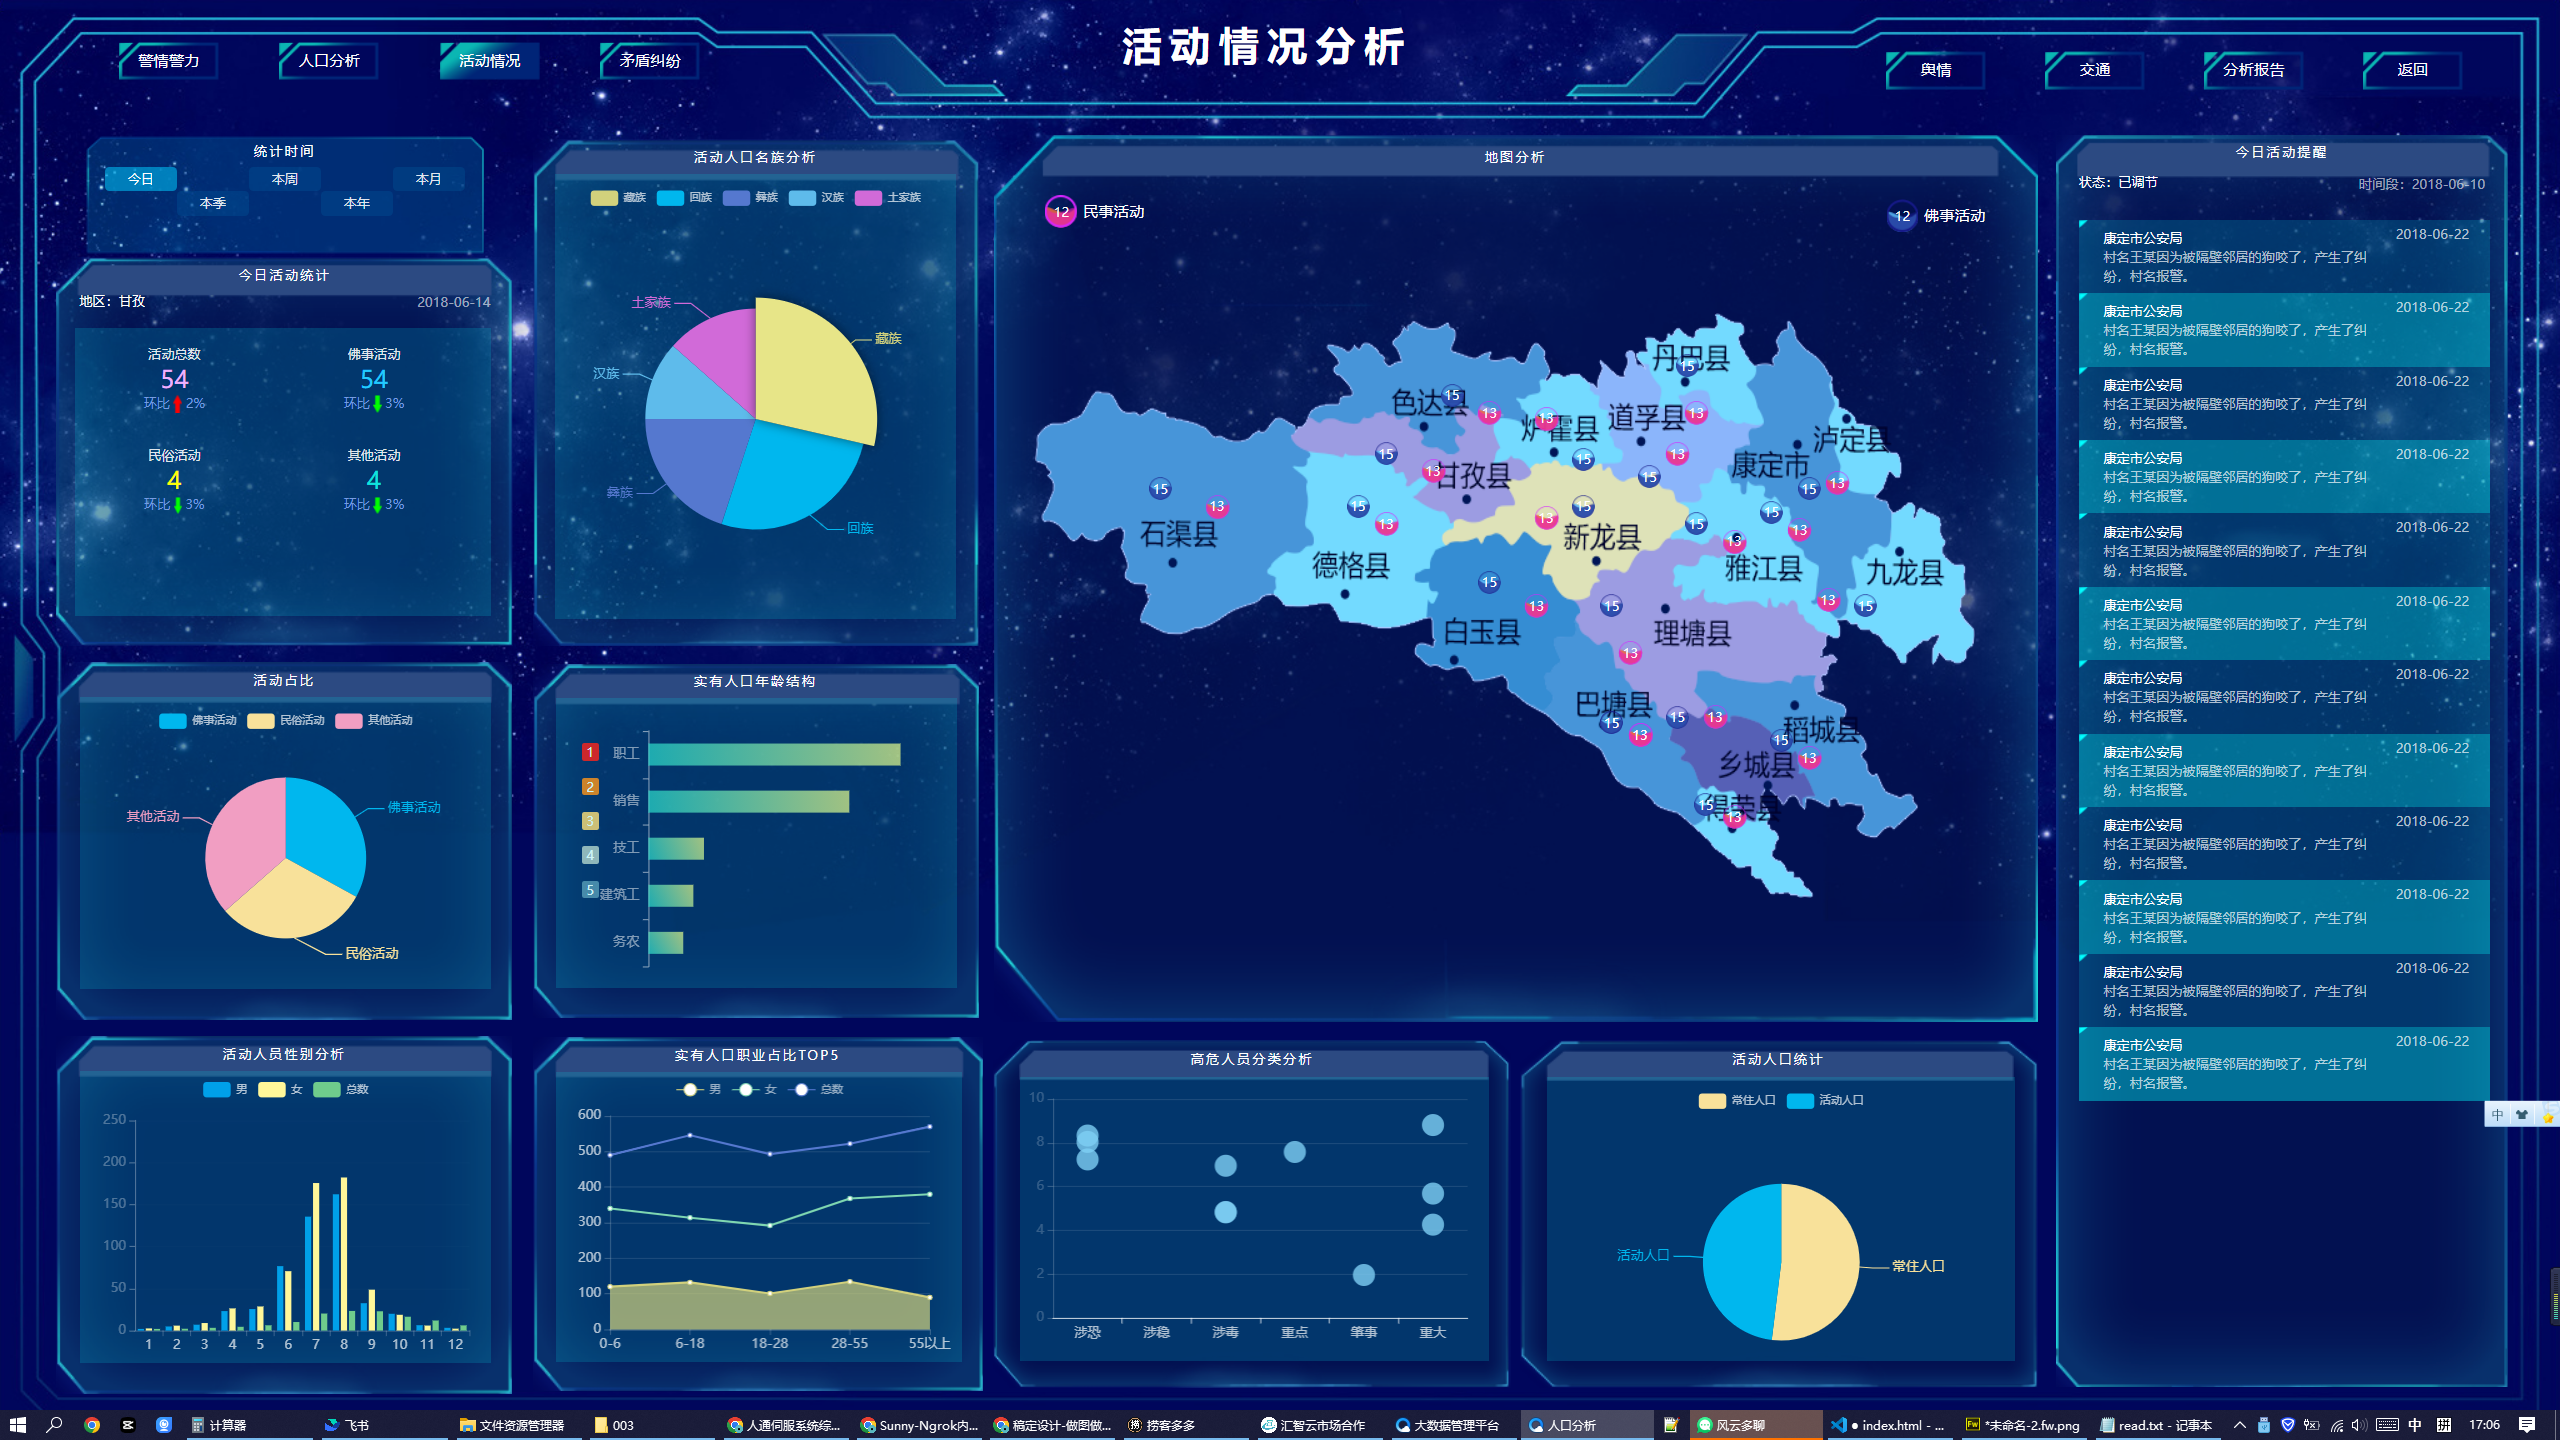 活动情况分析
警情警力
人口分析
活动情况
矛盾纠纷
舆情
交通
分析报告
返回
统计时间
今日
本周
本月
本季
本年
今日活动统计
地区：甘孜
2018-06-14
活动总数
54
环比 2%
佛事活动
54
环比 3%
民俗活动
4
环比 3%
其他活动
4
环比 3%
活动占比
佛事活动 民俗活动 其他活动
其他活动
佛事活动
民俗活动
活动人员性别分析
男 女 总数
250
200
150
100
50
0
1 2 3 4 5 6 7 8 9 10 11 12
活动人口名族分析
藏族 回族 彝族 汉族 土家族
土家族
藏族
汉族
彝族
回族
实有人口年龄结构
1 职工
2 销售
3
4 技工
5 建筑工
务农
实有人口职业占比TOP5
男 女 总数
600
500
400
300
200
100
0
0-6 6-18 18-28 28-55 55以上
地图分析
12 民事活动
12 佛事活动
丹巴县
15
色达县
15
13
炉霍县
13
15
道孚县
13
13
15
泸定县
康定市
15
13
甘孜县
15
13
石渠县
15
13
德格县
15
13
新龙县
15
13
雅江县
15
13
15
13
九龙县
13
15
白玉县
15
13
理塘县
15
13
巴塘县
15
13
15
13
稻城县
15
13
乡城县
得荣县
15
13
高危人员分类分析
10
8
6
4
2
0
涉恐 涉稳 涉毒 重点 肇事 重大
活动人口统计
常住人口 活动人口
活动人口
常住人口
今日活动提醒
状态：已调节
时间段：2018-06-10
康定市公安局 2018-06-22
村名王某因为被隔壁邻居的狗咬了，产生了纠
纷，村名报警。
康定市公安局 2018-06-22
村名王某因为被隔壁邻居的狗咬了，产生了纠
纷，村名报警。
康定市公安局 2018-06-22
村名王某因为被隔壁邻居的狗咬了，产生了纠
纷，村名报警。
康定市公安局 2018-06-22
村名王某因为被隔壁邻居的狗咬了，产生了纠
纷，村名报警。
康定市公安局 2018-06-22
村名王某因为被隔壁邻居的狗咬了，产生了纠
纷，村名报警。
康定市公安局 2018-06-22
村名王某因为被隔壁邻居的狗咬了，产生了纠
纷，村名报警。
康定市公安局 2018-06-22
村名王某因为被隔壁邻居的狗咬了，产生了纠
纷，村名报警。
康定市公安局 2018-06-22
村名王某因为被隔壁邻居的狗咬了，产生了纠
纷，村名报警。
康定市公安局 2018-06-22
村名王某因为被隔壁邻居的狗咬了，产生了纠
纷，村名报警。
康定市公安局 2018-06-22
村名王某因为被隔壁邻居的狗咬了，产生了纠
纷，村名报警。
康定市公安局 2018-06-22
村名王某因为被隔壁邻居的狗咬了，产生了纠
纷，村名报警。
康定市公安局 2018-06-22
村名王某因为被隔壁邻居的狗咬了，产生了纠
纷，村名报警。
中
计算器
飞书
文件资源管理器
003
人通伺服系统综...
Sunny-Ngrok内...
稿定设计-做图做...
捞客多多
汇智云市场合作
大数据管理平台
人口分析
风云多聊
● index.html - ...
*未命名-2.fw.png
read.txt - 记事本
中
拼
17:06